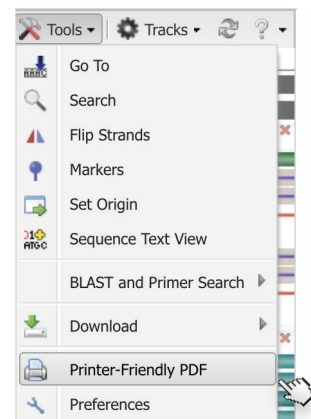 Tools Tracks ?
Go To
Search
Flip Strands
Markers
Set Origin
Sequence Text View
BLAST and Primer Search
Download
Printer-Friendly PDF
Preferences